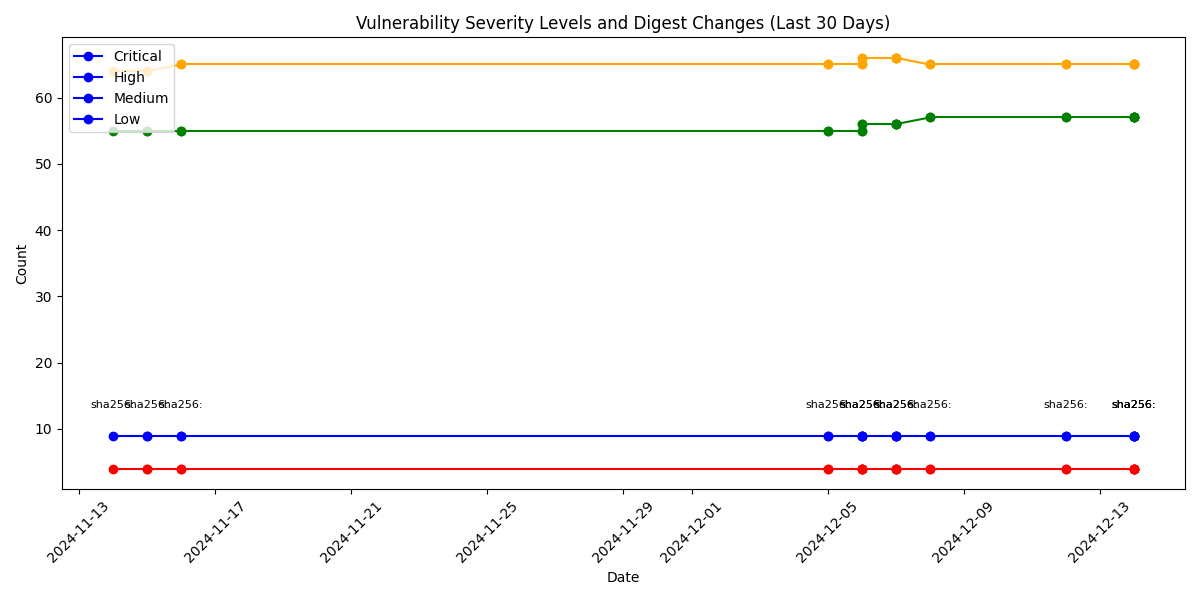 Vulnerability Severity Levels and Digest Changes (Last 30 Days)
Critical
High
Medium
Low
Count
60
50
40
30
20
10
sha256: sha256: sha256: sha256: sha256: sha256: sha256: sha256: sha256:
2024-11-13 2024-11-17 2024-11-21 2024-11-25 2024-11-29 2024-12-01 2024-12-05 2024-12-09 2024-12-13
Date